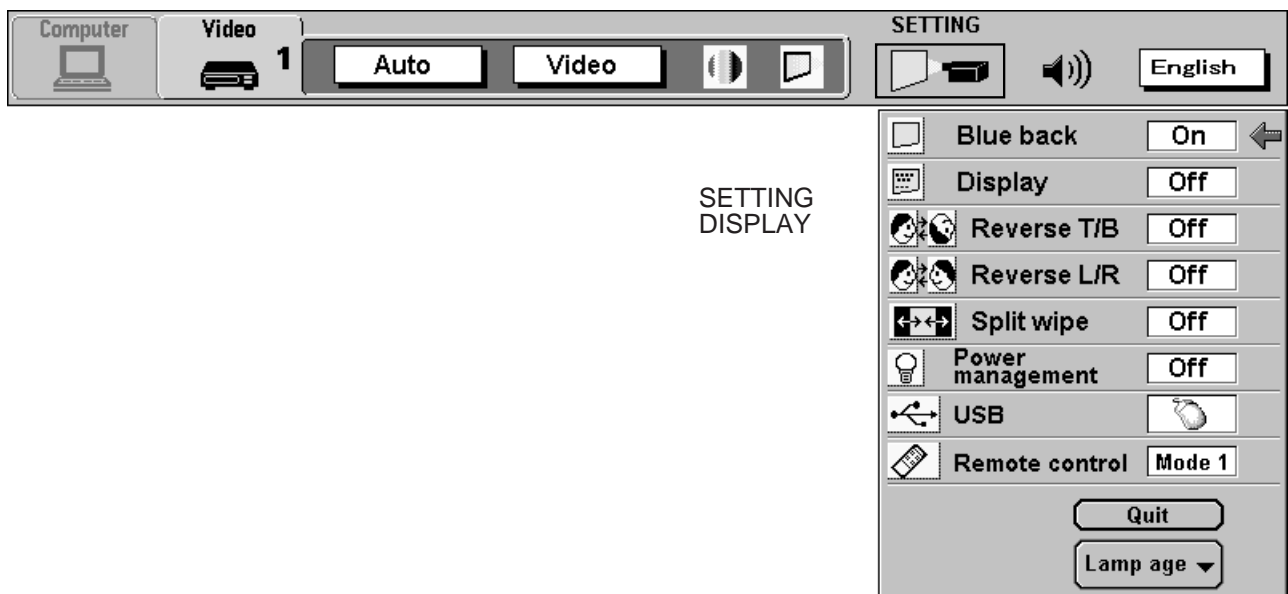 Computer
Video
1
Auto
Video
SETTING
English
SETTING
DISPLAY
Blue back On
Display Off
Reverse T/B Off
Reverse L/R Off
Split wipe Off
Power
management Off
USB
Remote control Mode 1
Quit
Lamp age